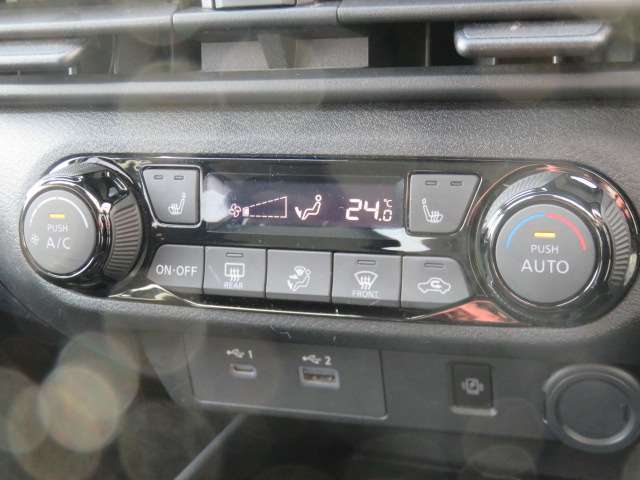 24.0 °C
PUSH
A/C
PUSH
AUTO
ON·OFF
REAR
FRONT
1
2